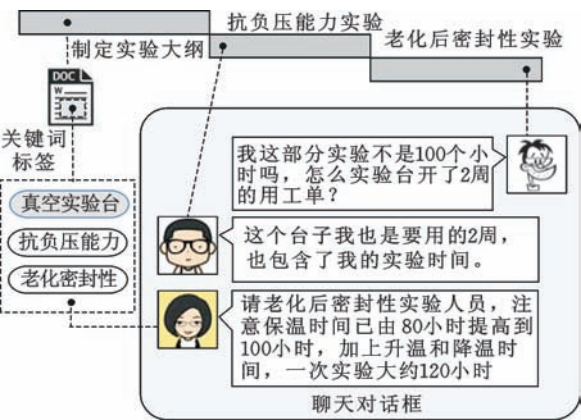 抗负压能力实验
制定实验大纲
老化后密封性实验
DOC
W
关键词
标签
真空实验台
抗负压能力
老化密封性
我这部分实验不是100个小
时吗，怎么实验台开了2周
的用工单？
这个台子我也是要用的2周，
也包含了我的实验时间。
请老化后密封性实验人员，注
意保温时间已由80小时提高到
100小时，加上升温和降温时
间，一次实验大约120小时
聊天对话框